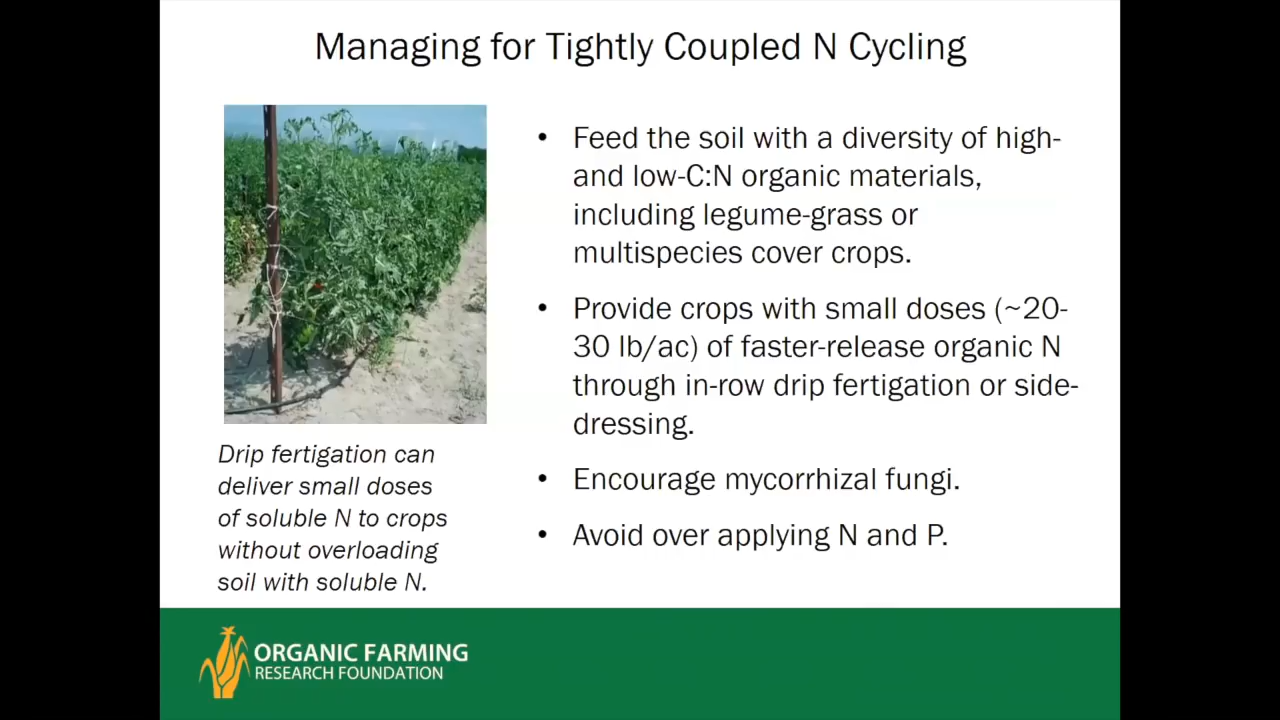 Managing for Tightly Coupled N Cycling
• Feed the soil with a diversity of high-
and low-C:N organic materials,
including legume-grass or
multispecies cover crops.
• Provide crops with small doses (~20-
30 lb/ac) of faster-release organic N
through in-row drip fertigation or side-
dressing.
• Encourage mycorrhizal fungi.
• Avoid over applying N and P.
Drip fertigation can
deliver small doses
of soluble N to crops
without overloading
soil with soluble N.
ORGANIC FARMING
RESEARCH FOUNDATION